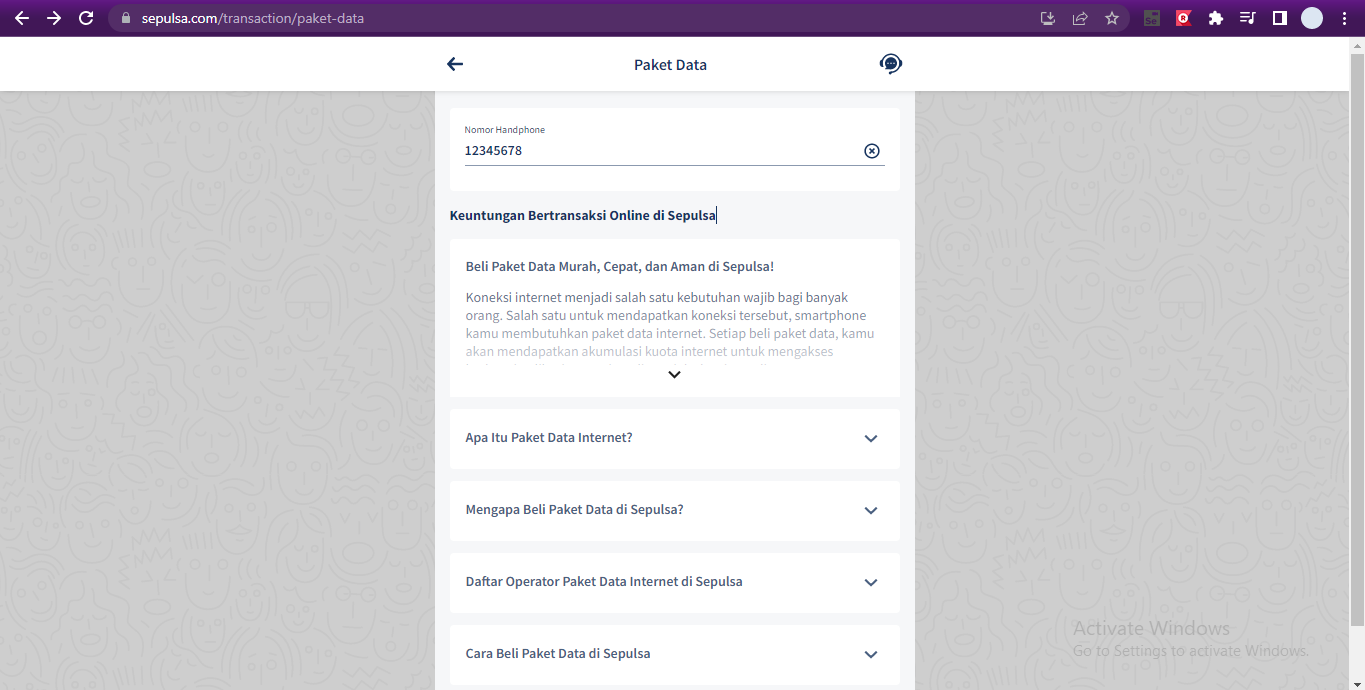 sepulsa.com/transaction/paket-data
Se
R
Paket Data
Nomor Handphone
12345678
Keuntungan Bertransaksi Online di Sepulsa
Beli Paket Data Murah, Cepat, dan Aman di Sepulsa!
Koneksi internet menjadi salah satu kebutuhan wajib bagi banyak
orang. Salah satu untuk mendapatkan koneksi tersebut, smartphone
kamu membutuhkan paket data internet. Setiap beli paket data, kamu
akan mendapatkan akumulasi kuota internet untuk mengakses
Apa Itu Paket Data Internet?
Mengapa Beli Paket Data di Sepulsa?
Daftar Operator Paket Data Internet di Sepulsa
Cara Beli Paket Data di Sepulsa
Activate Windows
Go to Settings to activate Windows.